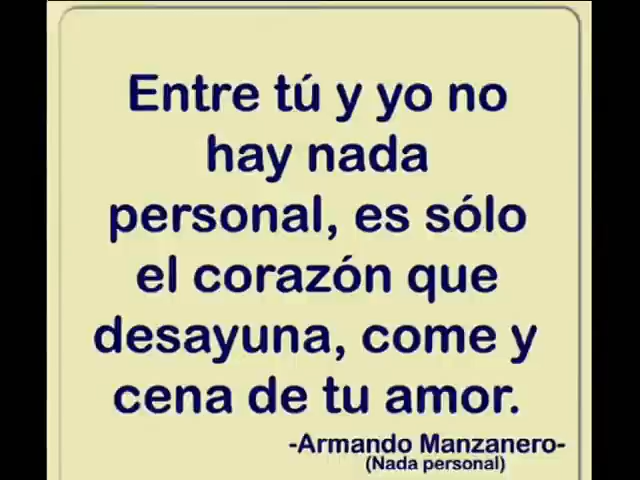 Entre tú y yo no
hay nada
personal, es sólo
el corazón que
desayuna, come y
cena de tu amor.
-Armando Manzanero-
(Nada personal)